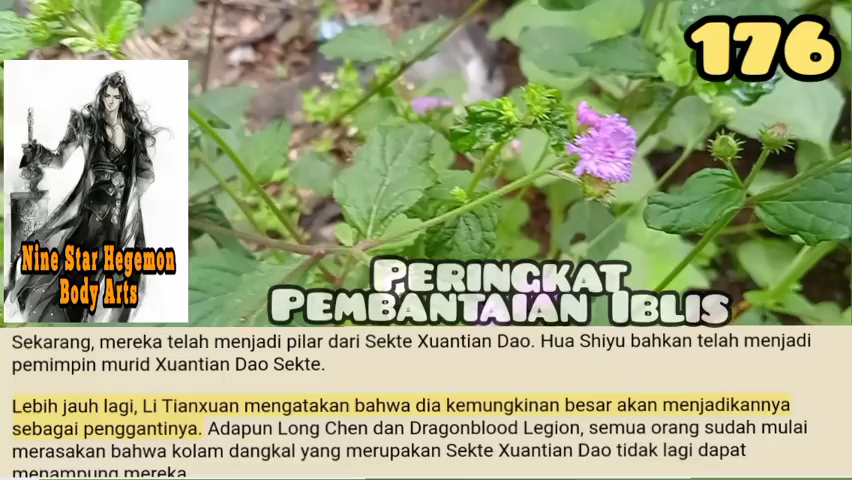 176
Nine Star Hegemon
Body Arts
PERINGKAT
PEMBANTAIAN IBLIS
Sekarang, mereka telah menjadi pilar dari Sekte Xuantian Dao. Hua Shiyu bahkan telah menjadi
pemimpin murid Xuantian Dao Sekte.
Lebih jauh lagi, Li Tianxuan mengatakan bahwa dia kemungkinan besar akan menjadikannya
sebagai penggantinya. Adapun Long Chen dan Dragonblood Legion, semua orang sudah mulai
merasakan bahwa kolam dangkal yang merupakan Sekte Xuantian Dao tidak lagi dapat
menampung mereka